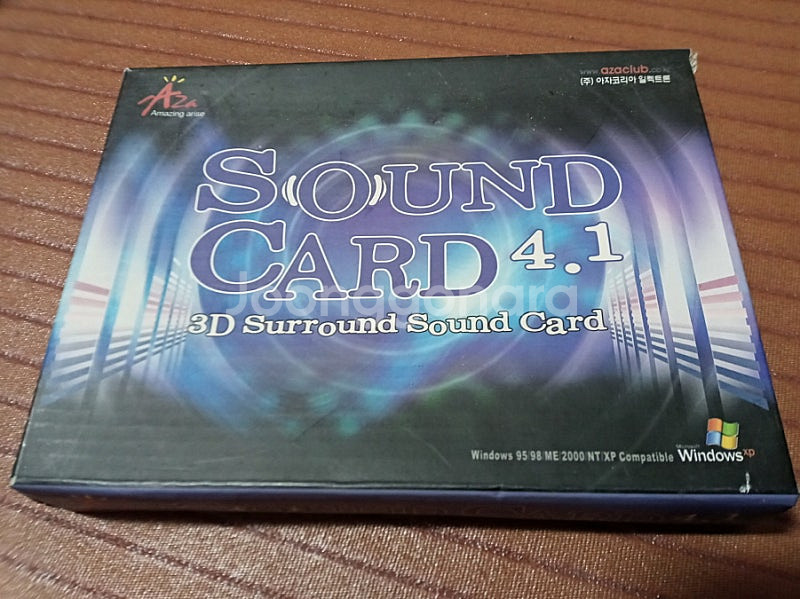 Aza
Amazing arise
www.azaclub.co.kr
(주) 아자코리아 일렉트론
SOUND
CARD 4.1
Joonggonara
3D Surround Sound Card
Windows 95/98/ME/2000/NT/XP Compatible
Microsoft
Windows xp